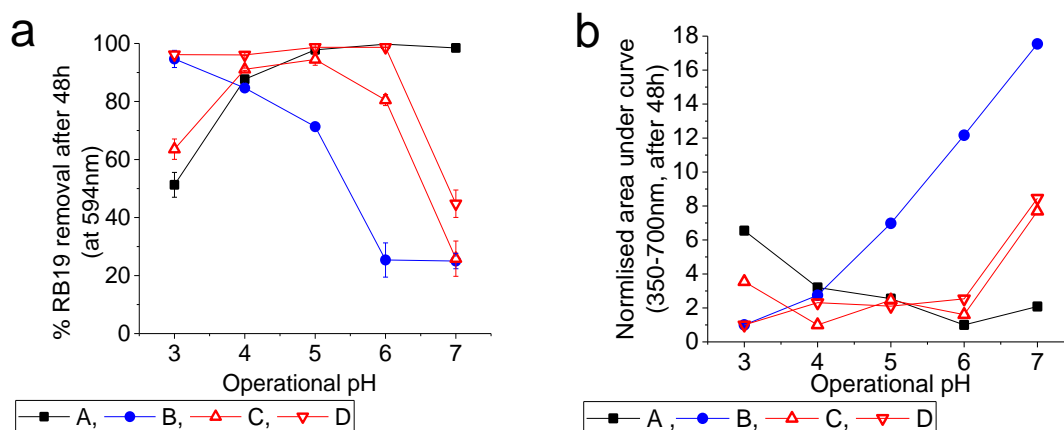 a
% RB19 removal after 48h
(at 594nm)
100
80
60
40
20
0
3 4 5 6 7
Operational pH
A, B, C, D
b
Normlised area under curve
(350-700nm, after 48h)
18
16
14
12
10
8
6
4
2
0
3 4 5 6 7
Operational pH
A , B, C, D